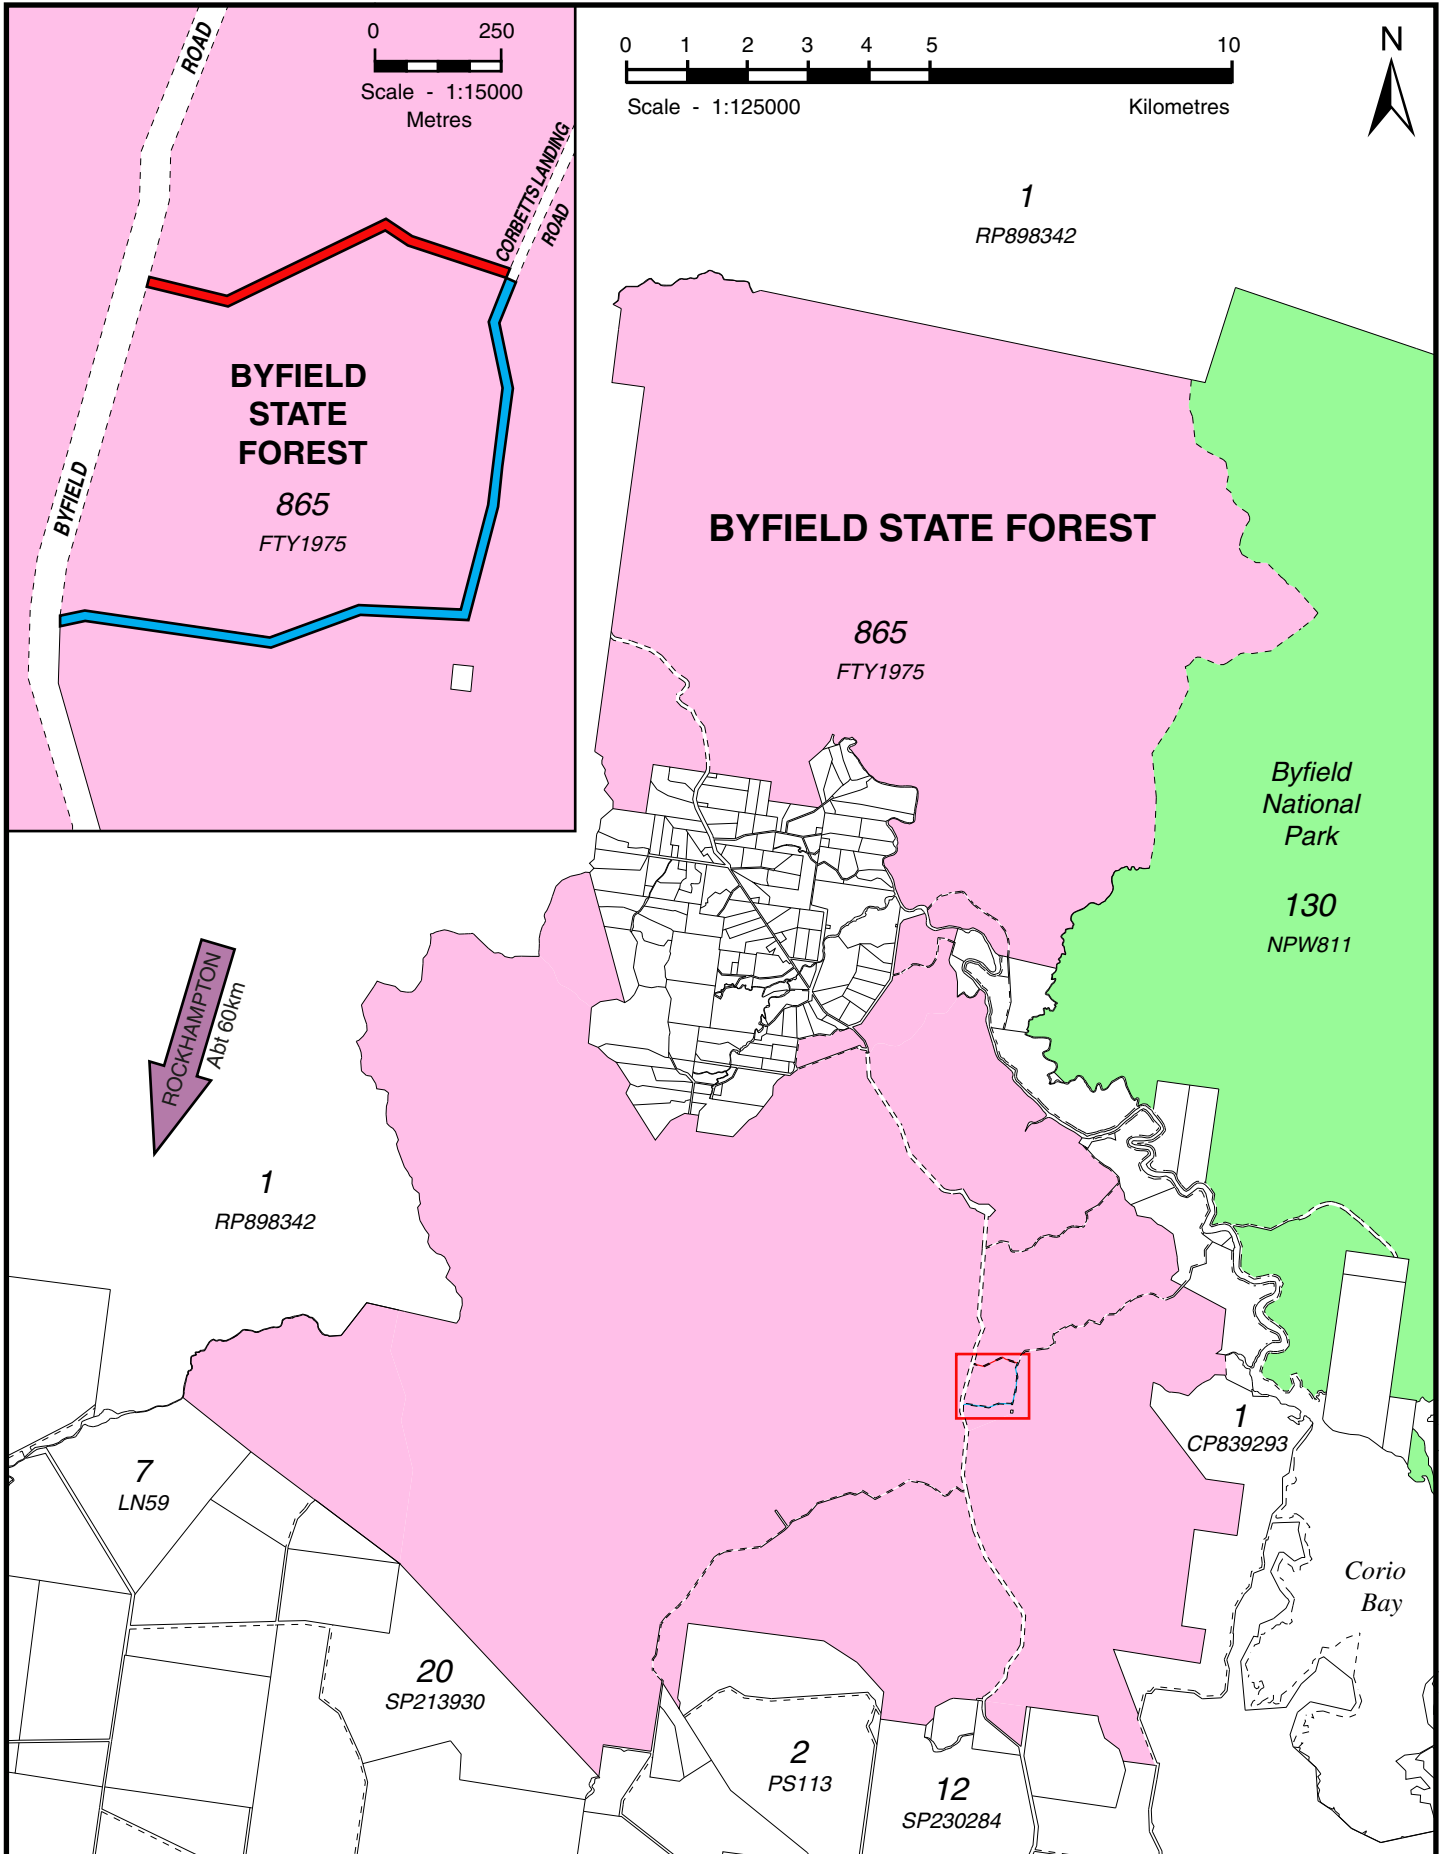 0 250
Scale - 1:15000
Metres
ROAD
CORBETTS LANDING
ROAD
BYFIELD
STATE
FOREST
865
FTY1975
BYFIELD
0 1 2 3 4 5 10
Scale - 1:125000 Kilometres
N
1
RP898342
BYFIELD STATE FOREST
865
FTY1975
Byfield
National
Park
130
NPW811
ROCKHAMPTON
Abt 60km
1
RP898342
7
LN59
1
CP839293
Corio
Bay
20
SP213930
2
PS113
12
SP230284